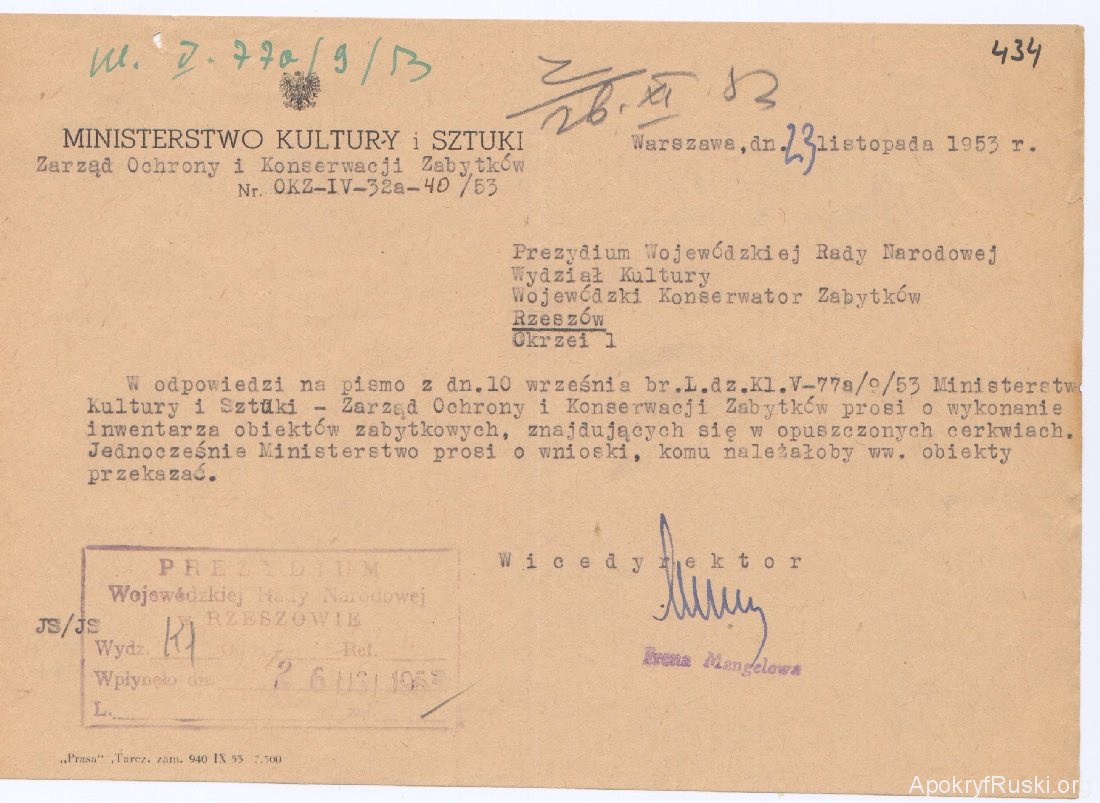 Kl. V. 77a/9/53
434
26. XI 53
MINISTERSTWO KULTURY i SZTUKI
Warszawa, dn. 23 listopada 1953 r.
Zarząd Ochrony i Konserwacji Zabytków
Nr. OKZ-IV-32a-40/53
Prezydium Wojewódzkiej Rady Narodowej
Wydział Kultury
Wojewódzki Konserwator Zabytków
Rzeszów
Okrzei 1
W odpowiedzi na pismo z dn.10 września br.L.dz.Kl.V-77a/9/53 Ministerstwo
Kultury i Sztuki - Zarząd Ochrony i Konserwacji Zabytków prosi o wykonanie
inwentarza obiektów zabytkowych, znajdujących się w opuszczonych cerkwiach.
Jednocześnie Ministerstwo prosi o wnioski, komu należałoby ww. obiekty
przekazać.
Wicedyrektor
Irena Mangelowa
PREZYDIUM
Wojewódzkiej Rady Narodowej
w RZESZOWIE
JS/JS
Wydz. Kl Ref.
Wpłynęło dn. 26
L.
„Prasa" Tarcz. zam. 940 IX 55 7.500
ApokryfRuski.org